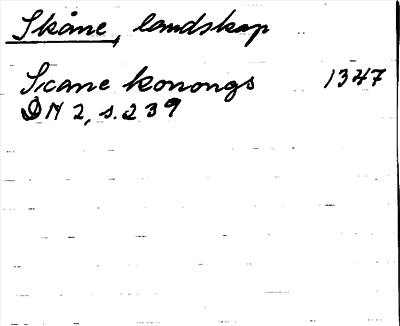 Skåne, landskap
Scane konongs 1347
DN 2, s. 239